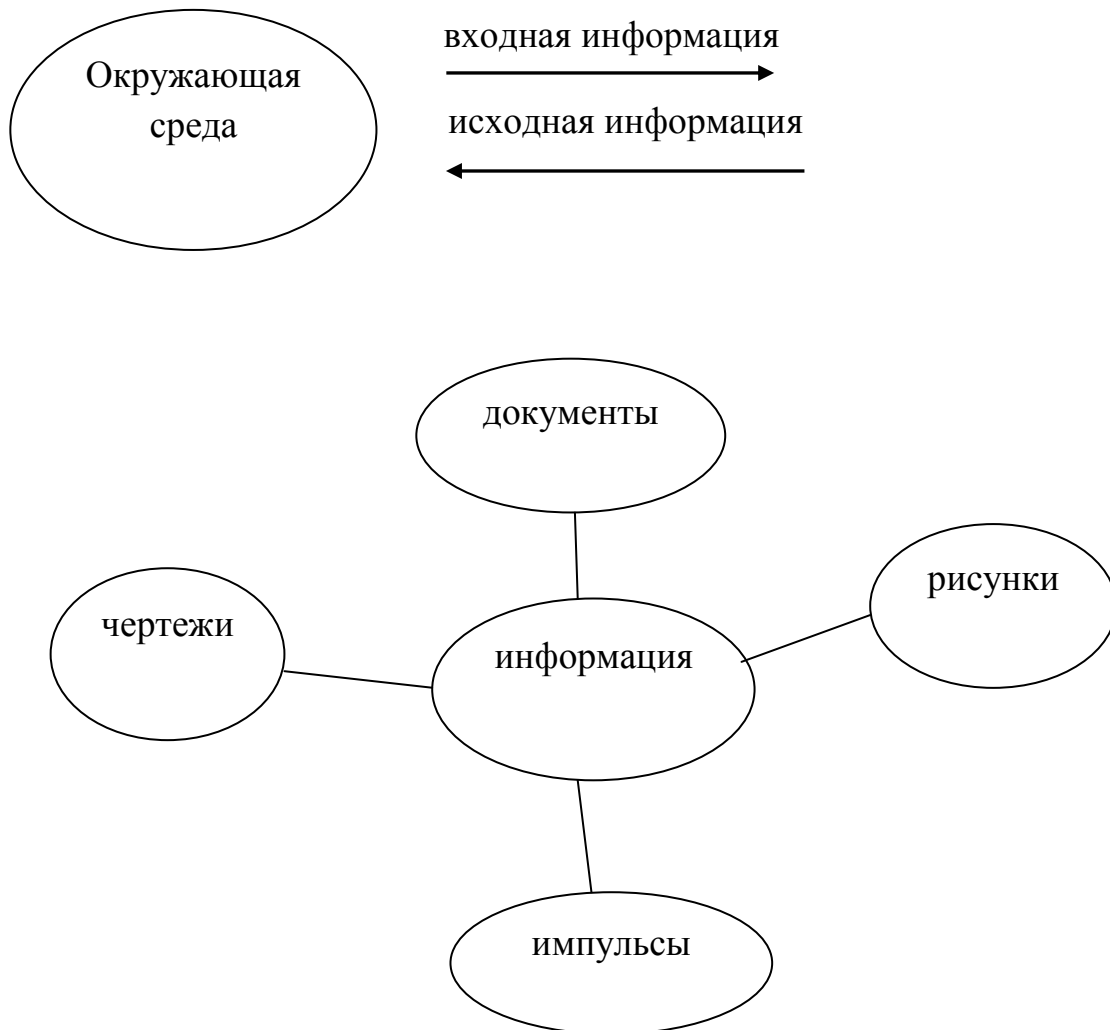 Окружающая
среда
входная информация
исходная информация
документы
рисунки
чертежи
информация
импульсы